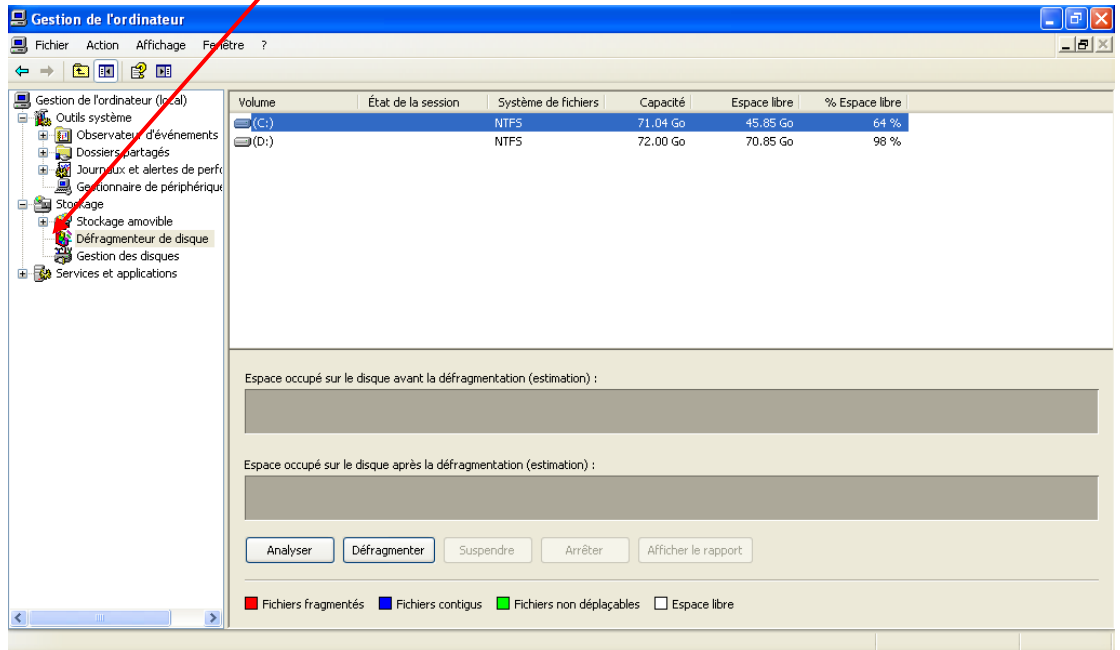 Gestion de l'ordinateur
Fichier Action Affichage Fenêtre ?
Gestion de l'ordinateur (local)
Outils système
Observateur d'événements
Dossiers partagés
Journaux et alertes de perfo
Gestionnaire de périphérique
Stockage
Stockage amovible
Défragmenteur de disque
Gestion des disques
Services et applications
Volume État de la session Système de fichiers Capacité Espace libre % Espace libre
(C:) NTFS 71.04 Go 45.85 Go 64 %
(D:) NTFS 72.00 Go 70.85 Go 98 %
Espace occupé sur le disque avant la défragmentation (estimation) :
Espace occupé sur le disque après la défragmentation (estimation) :
Analyser Défragmenter Suspendre Arrêter Afficher le rapport
Fichiers fragmentés Fichiers contigus Fichiers non déplaçables Espace libre